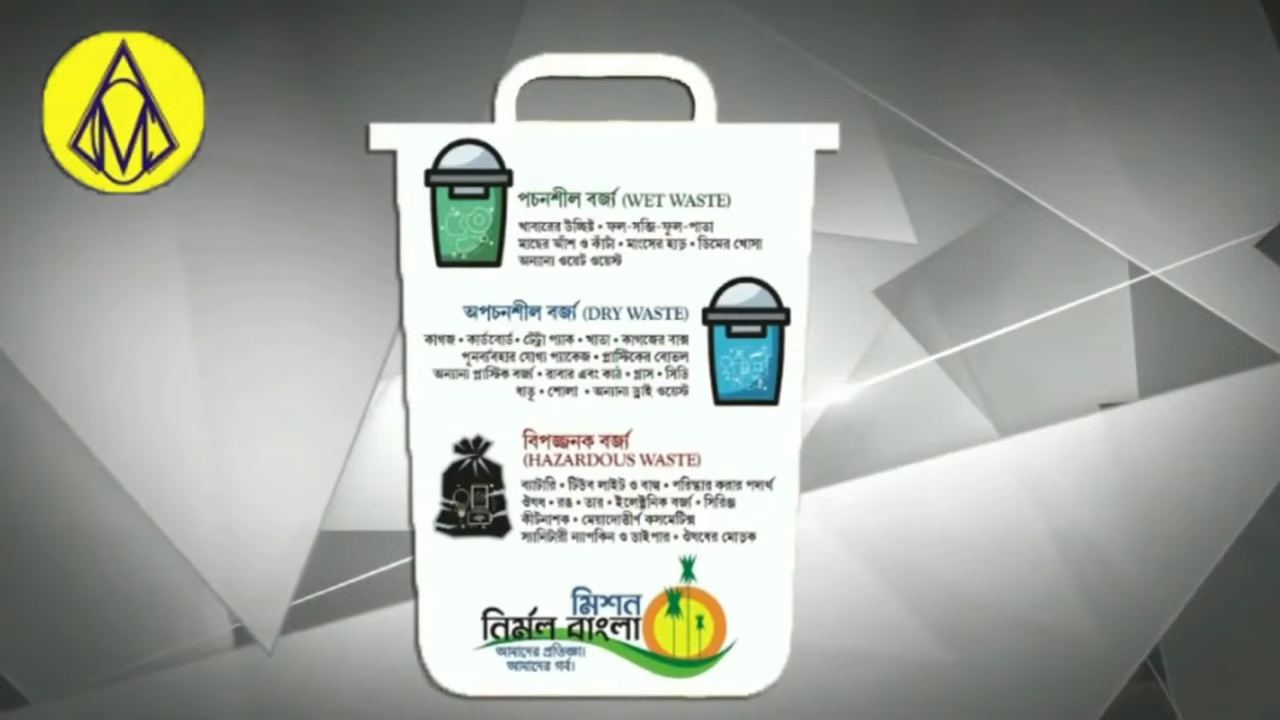 পচনশীল বর্জ্য (WET WASTE)
খাবারের উচ্ছিষ্ট • ফল-সব্জি-ফুল-পাতা
মাছের আঁশ ও কাঁটা • মাংসের হাড় • ডিমের খোসা
অন্যান্য ওয়েট ওয়েস্ট
অপচনশীল বর্জ্য (DRY WASTE)
কাগজ • কার্ডবোর্ড • টেট্রা প্যাক • খাতা • কাগজের বাক্স
পুনর্ব্যবহার যোগ্য প্যাকেজ • প্লাস্টিকের বোতল
অন্যান্য প্লাস্টিক বর্জ্য • রাবার এবং কাঠ • গ্লাস • সিডি
ধাতু • শোলা • অন্যান্য ড্রাই ওয়েস্ট
বিপজ্জনক বর্জ্য
(HAZARDOUS WASTE)
ব্যাটারি • টিউব লাইট ও বাল্ব • পরিষ্কার করার পদার্থ
ঔষধ • রঙ • তার • ইলেক্ট্রনিক বর্জ্য • সিরিঞ্জ
কীটনাশক • মেয়াদোত্তীর্ণ কসমেটিক্স
স্যানিটারী ন্যাপকিন ও ডাইপার • ঔষধের মোড়ক
মিশন
নির্মল বাংলা
আমাদের প্রতিজ্ঞা।
আমাদের গর্ব।